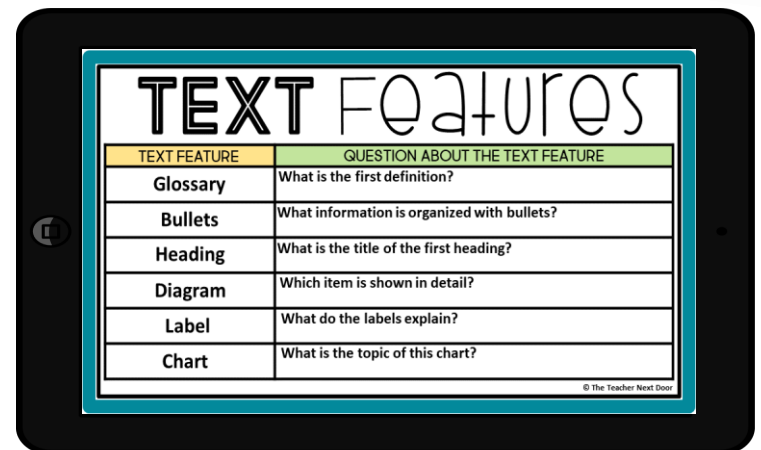 TEXT Features
TEXT FEATURE QUESTION ABOUT THE TEXT FEATURE
Glossary What is the first definition?
Bullets What information is organized with bullets?
Heading What is the title of the first heading?
Diagram Which item is shown in detail?
Label What do the labels explain?
Chart What is the topic of this chart?
© The Teacher Next Door